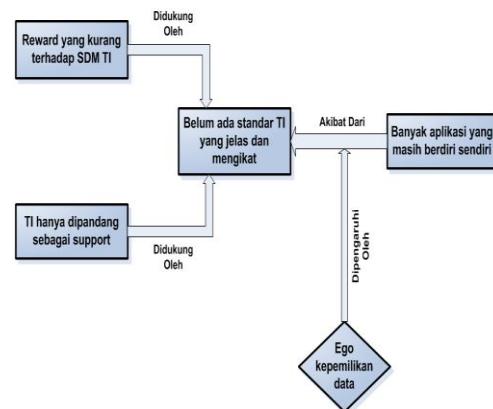 Didukung
Oleh
Reward yang kurang
terhadap SDM TI
Belum ada standar TI
yang jelas dan
mengikat
Akibat Dari
Banyak aplikasi yang
masih berdiri sendiri
TI hanya dipandang
sebagai support
Didukung
Oleh
Dipengaruhi
Oleh
Ego
kepemilikan
data